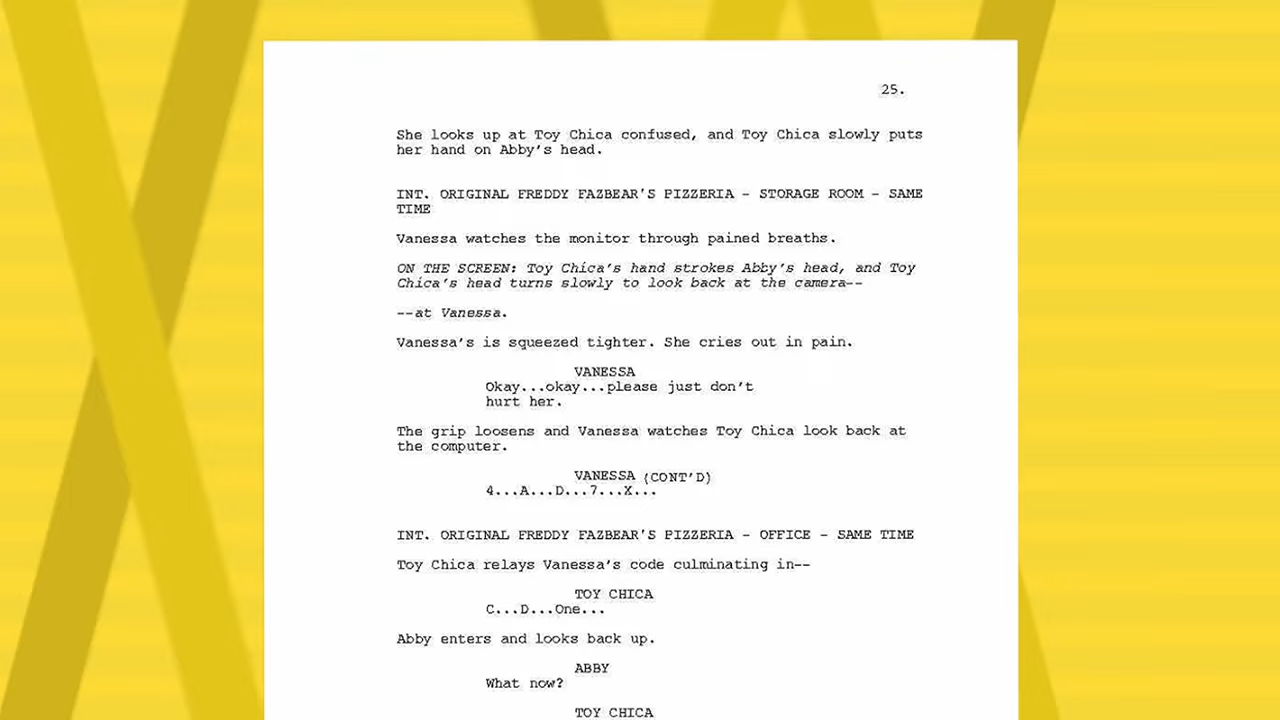 25.
She looks up at Toy Chica confused, and Toy Chica slowly puts
her hand on Abby's head.
INT. ORIGINAL FREDDY FAZBEAR'S PIZZERIA - STORAGE ROOM - SAME
TIME
Vanessa watches the monitor through pained breaths.
ON THE SCREEN: Toy Chica's hand strokes Abby's head, and Toy
Chica's head turns slowly to look back at the camera--
--at Vanessa.
Vanessa's is squeezed tighter. She cries out in pain.
VANESSA
Okay...okay...please just don't
hurt her.
The grip loosens and Vanessa watches Toy Chica look back at
the computer.
VANESSA (CONT'D)
4...A...D...7...X...
INT. ORIGINAL FREDDY FAZBEAR'S PIZZERIA - OFFICE - SAME TIME
Toy Chica relays Vanessa's code culminating in--
TOY CHICA
C...D...One...
Abby enters and looks back up.
ABBY
What now?
TOY CHICA